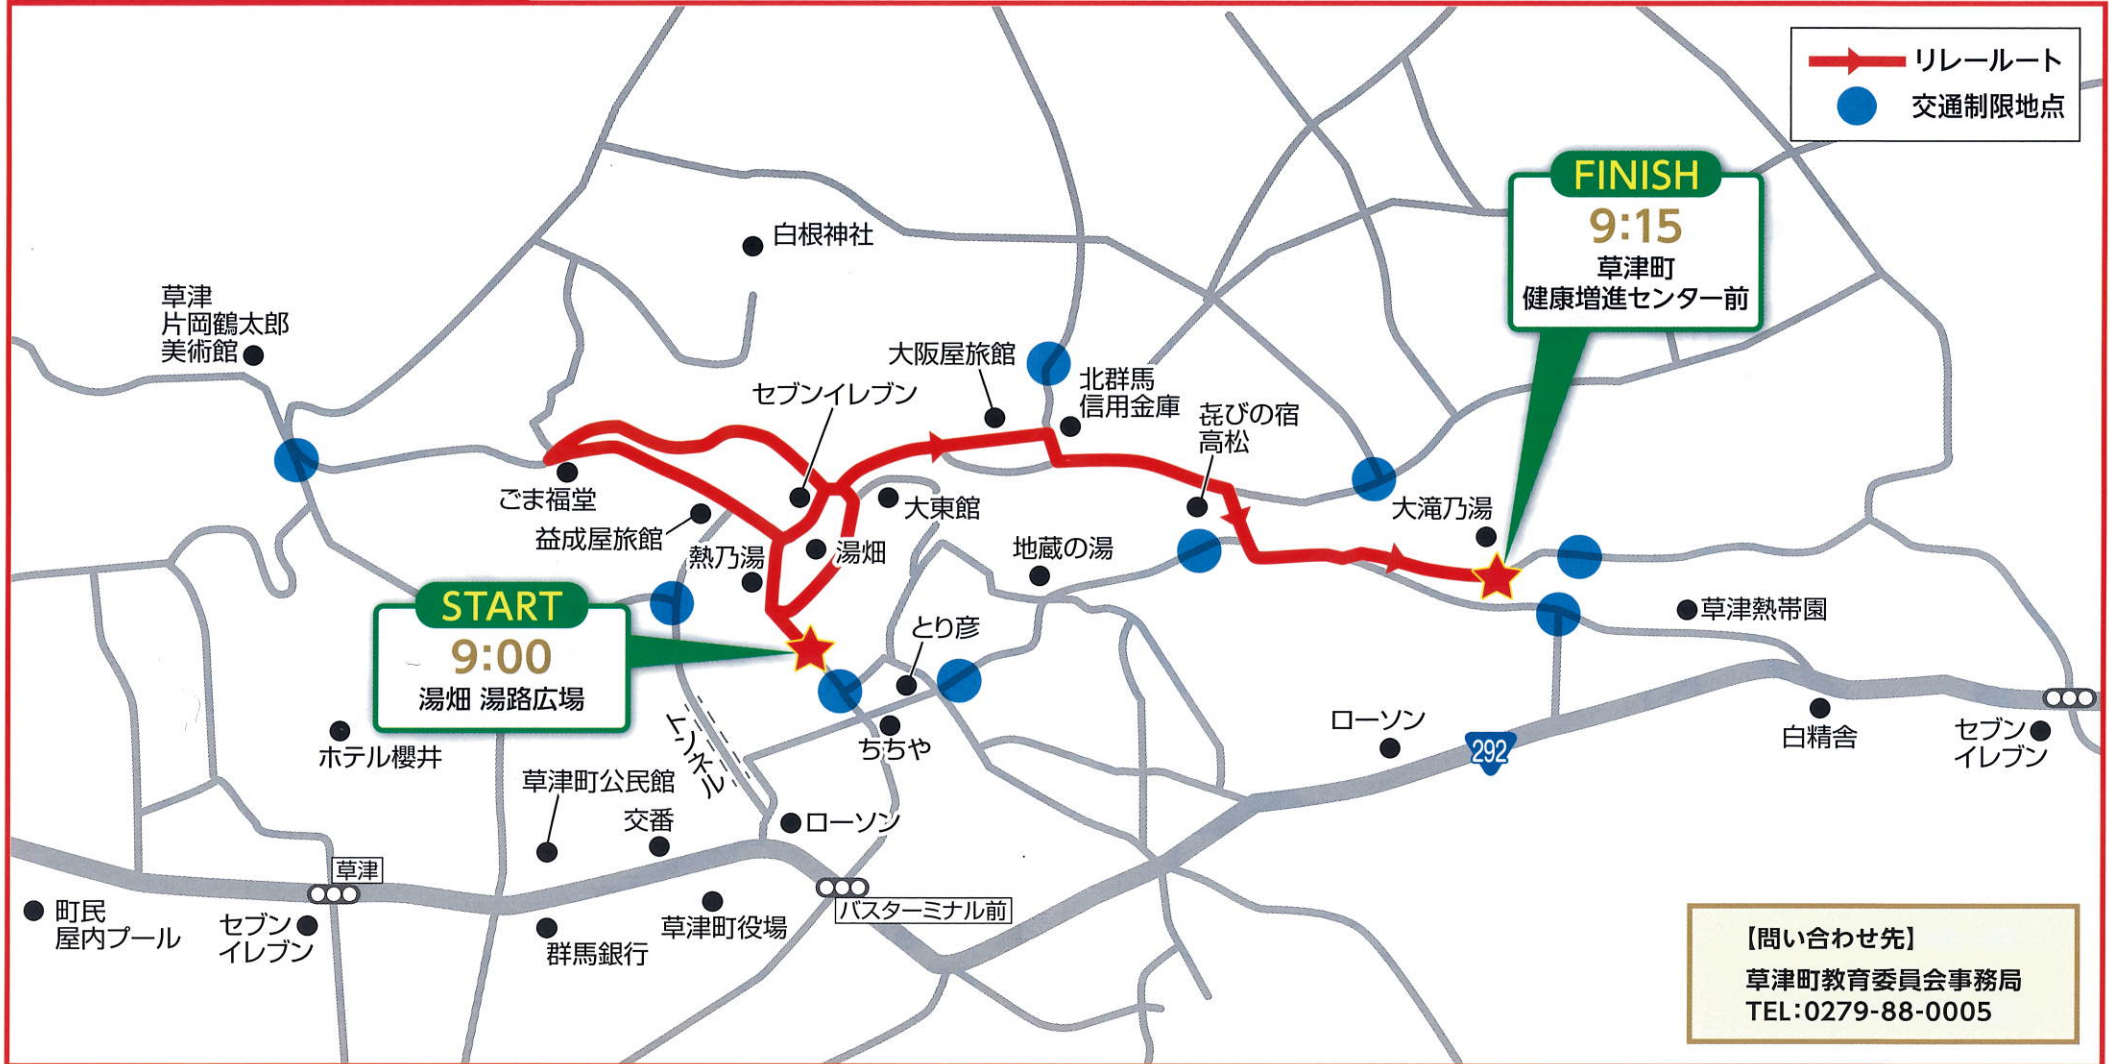 リレールート
交通制限地点
FINISH
9:15
草津町
健康増進センター前
白根神社
草津
片岡鶴太郎
美術館
大阪屋旅館
北群馬
信用金庫
セブンイレブン
㐂びの宿
高松
ごま福堂
大東館
大滝乃湯
益成屋旅館
熱乃湯
湯畑
地蔵の湯
START
9:00
湯畑 湯路広場
草津熱帯園
とり彦
トンネル
ちちや
ローソン
292
白精舎
セブン
イレブン
ホテル櫻井
草津町公民館
交番
ローソン
草津
バスターミナル前
町民
屋内プール
セブン
イレブン
群馬銀行
草津町役場
【問い合わせ先】
草津町教育委員会事務局
TEL:0279-88-0005